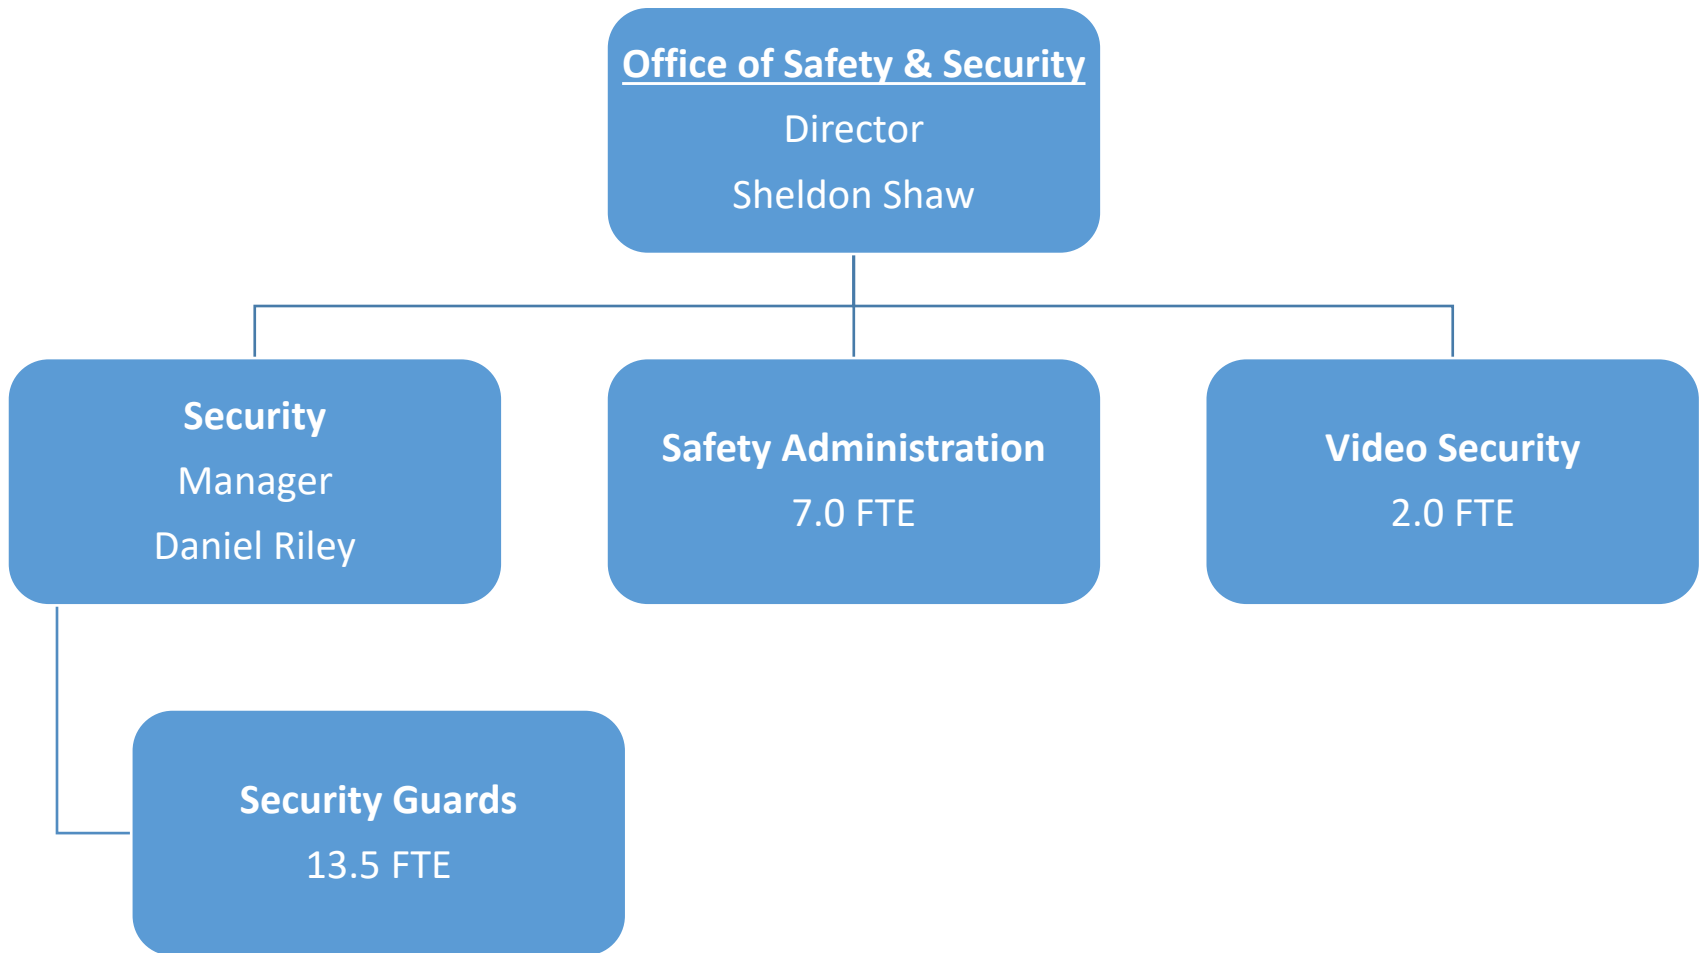 Office of Safety & Security
Director
Sheldon Shaw
Security
Manager
Daniel Riley
Safety Administration
7.0 FTE
Video Security
2.0 FTE
Security Guards
13.5 FTE